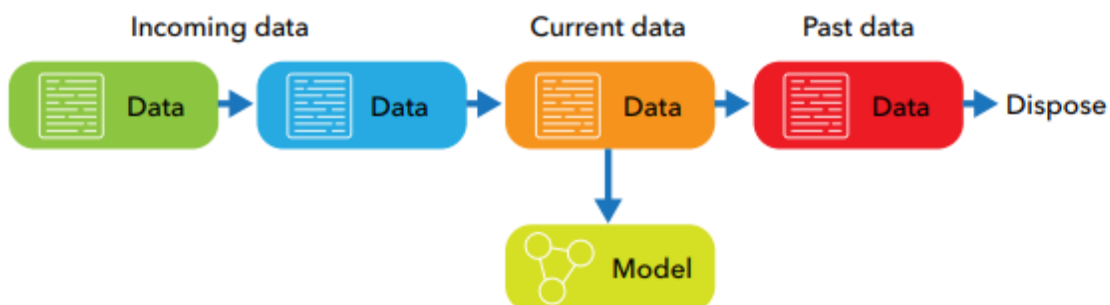 Incoming data
Current data
Past data
Data
Data
Data
Data
Dispose
Model